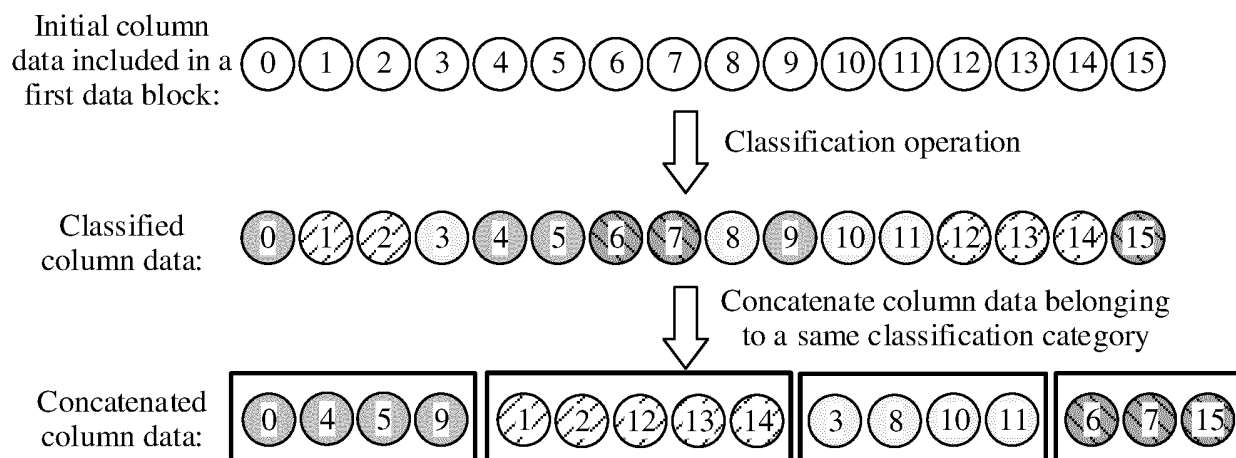 Initial column
data included in a
first data block:
0 1 2 3 4 5 6 7 8 9 10 11 12 13 14 15
Classification operation
Classified
column data:
0 1 2 3 4 5 6 7 8 9 10 11 12 13 14 15
Concatenate column data belonging
to a same classification category
Concatenated
column data:
0 4 5 9 1 2 12 13 14 3 8 10 11 6 7 15